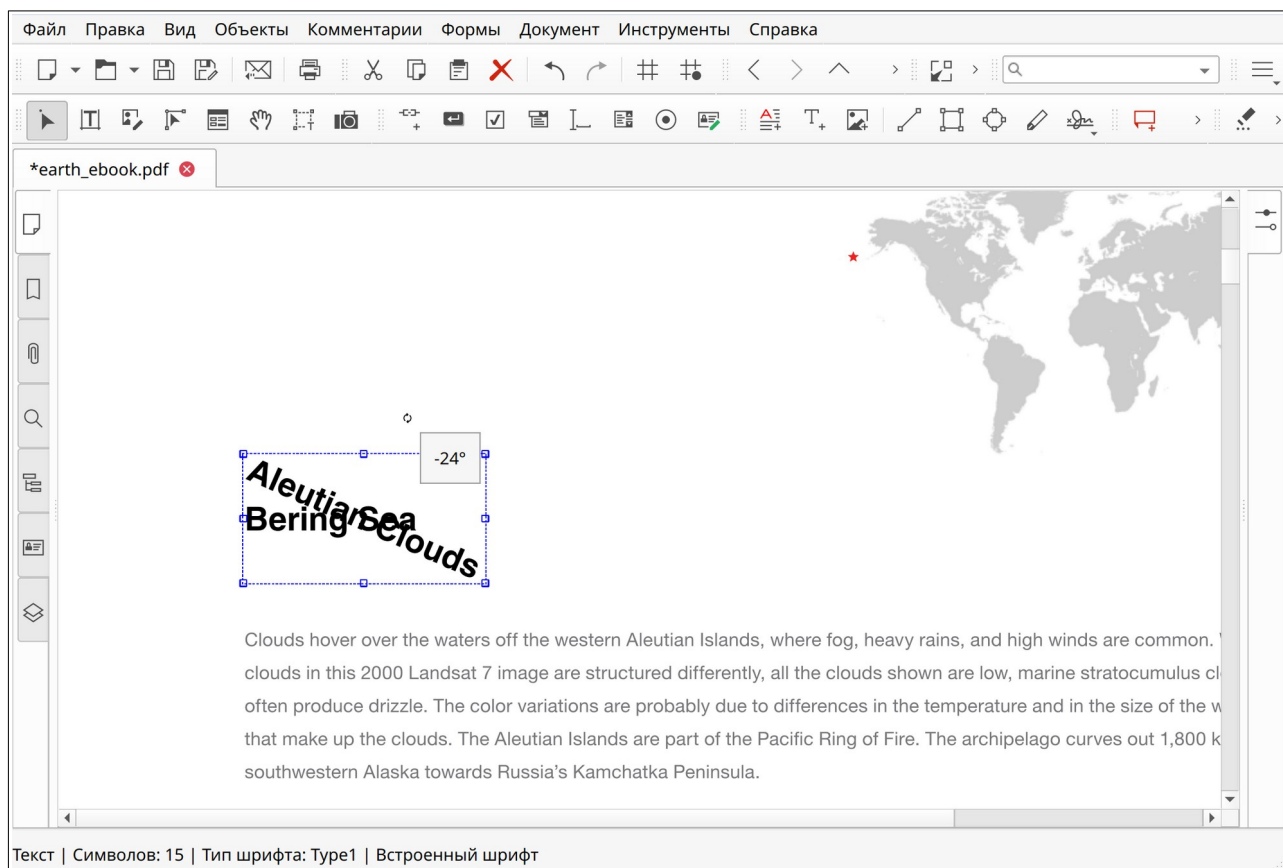 Файл Правка Вид Объекты Комментарии Формы Документ Инструменты Справка
*earth_ebook.pdf
-24°
Aleutian Clouds
Bering Sea
Clouds hover over the waters off the western Aleutian Islands, where fog, heavy rains, and high winds are common.
clouds in this 2000 Landsat 7 image are structured differently, all the clouds shown are low, marine stratocumulus
often produce drizzle. The color variations are probably due to differences in the temperature and in the size of the
that make up the clouds. The Aleutian Islands are part of the Pacific Ring of Fire. The archipelago curves out 1,800
southwestern Alaska towards Russia’s Kamchatka Peninsula.
Текст | Символов: 15 | Тип шрифта: Type1 | Встроенный шрифт